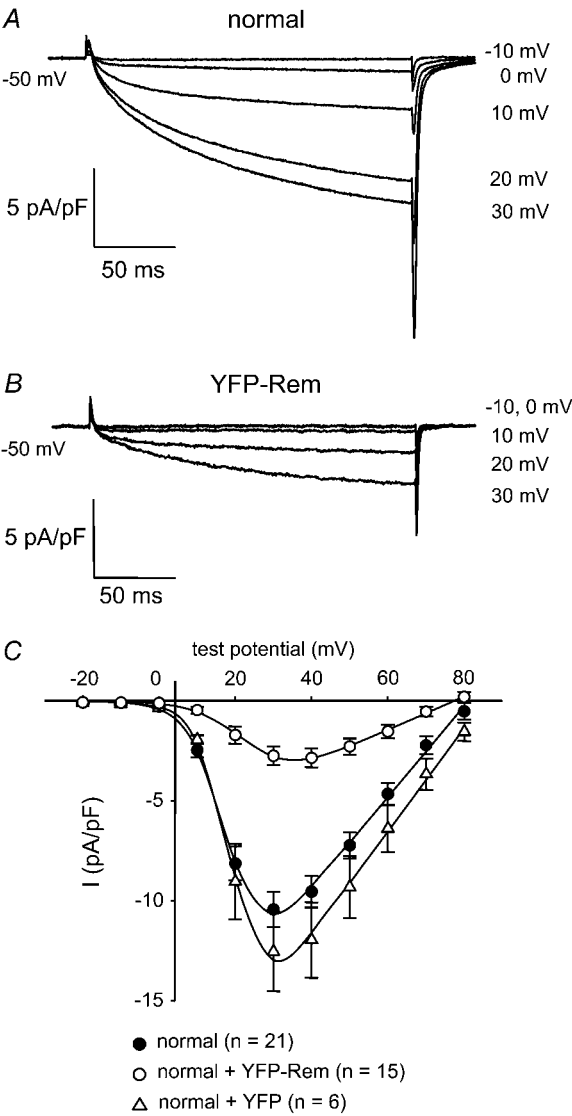 A normal
-50 mV
-10 mV
0 mV
10 mV
20 mV
30 mV
5 pA/pF
50 ms
B YFP-Rem
-50 mV
-10, 0 mV
10 mV
20 mV
30 mV
5 pA/pF
50 ms
C test potential (mV)
-20 0 20 40 60 80
-5
-10
-15
I (pA/pF)
normal (n = 21)
normal + YFP-Rem (n = 15)
normal + YFP (n = 6)